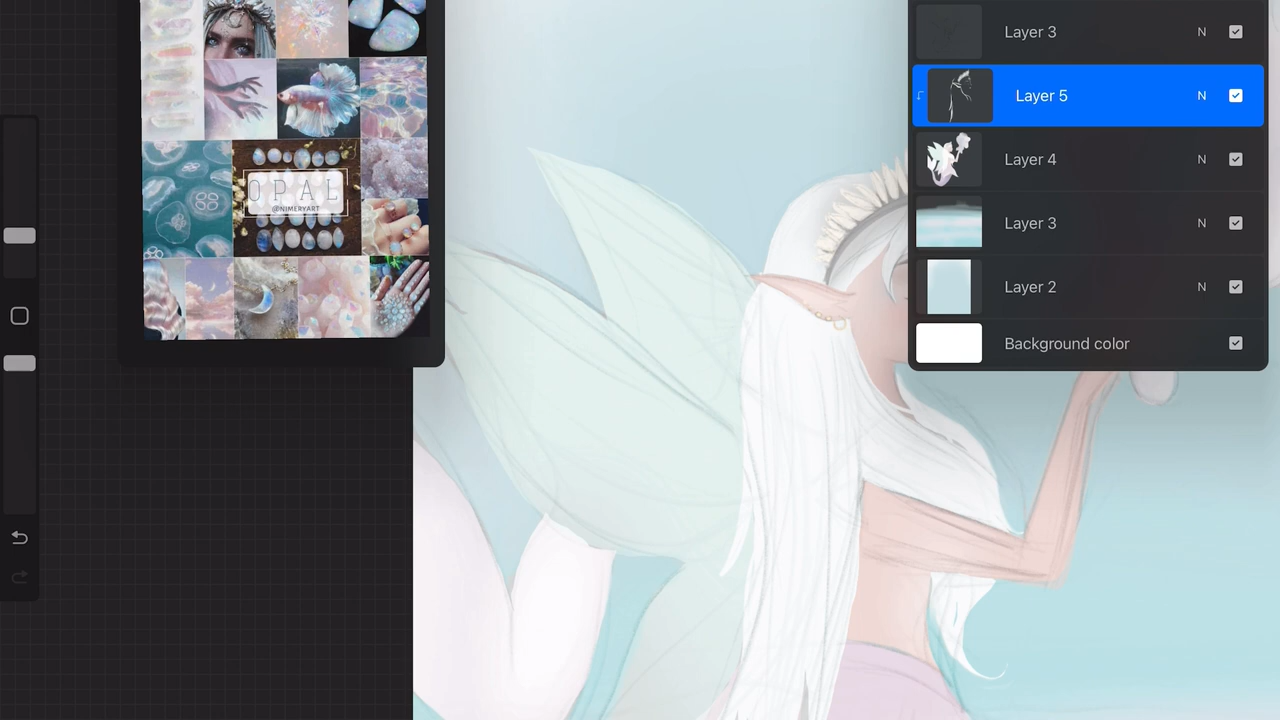 OPAL
@NIMERYART
Layer 3 N
Layer 5 N
Layer 4 N
Layer 3 N
Layer 2 N
Background color